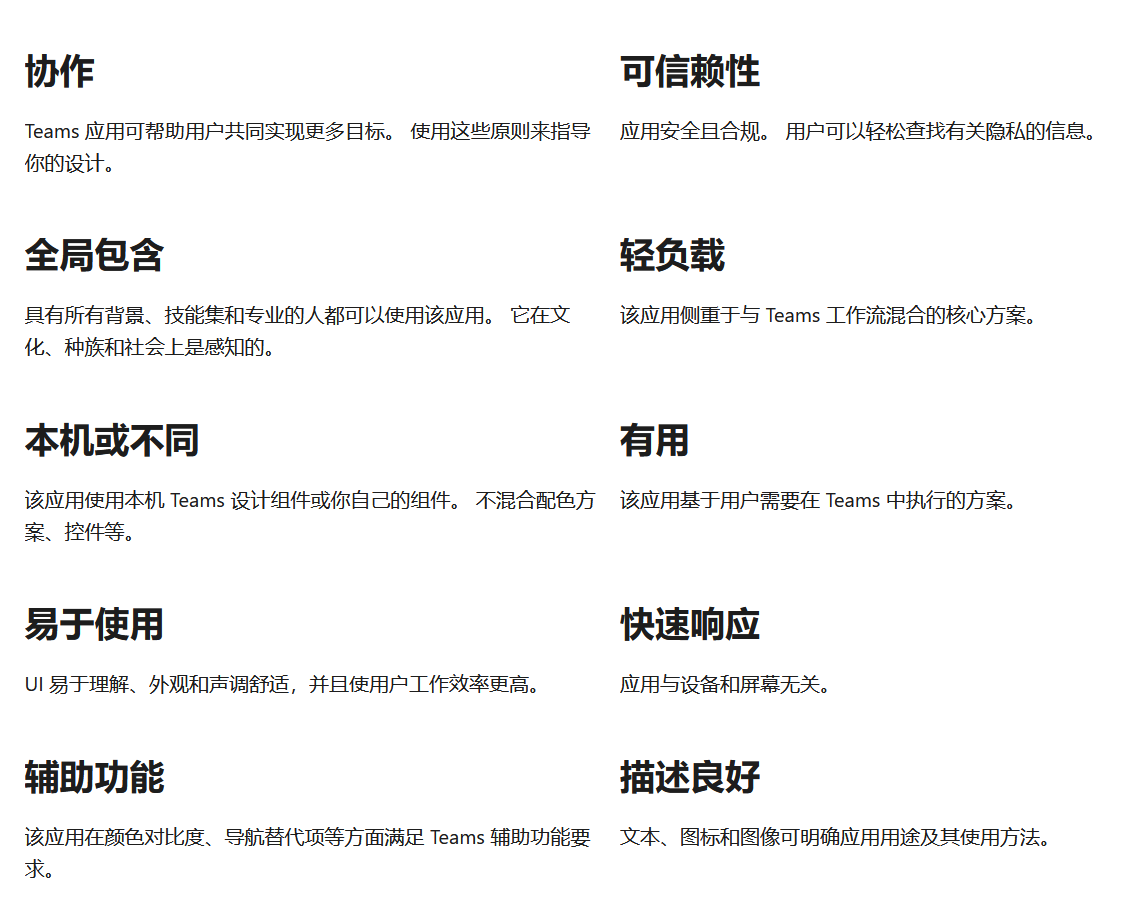 协作
Teams 应用可帮助用户共同实现更多目标。 使用这些原则来指导
你的设计。
可信赖性
应用安全且合规。 用户可以轻松查找有关隐私的信息。
全局包含
具有所有背景、技能集和专业的人都可以使用该应用。 它在文
化、种族和社会上是感知的。
轻负载
该应用侧重于与 Teams 工作流混合的核心方案。
本机或不同
该应用使用本机 Teams 设计组件或你自己的组件。 不混合配色方
案、控件等。
有用
该应用基于用户需要在 Teams 中执行的方案。
易于使用
UI 易于理解、外观和声调舒适，并且使用户工作效率更高。
快速响应
应用与设备和屏幕无关。
辅助功能
该应用在颜色对比度、导航替代项等方面满足 Teams 辅助功能要
求。
描述良好
文本、图标和图像可明确应用用途及其使用方法。